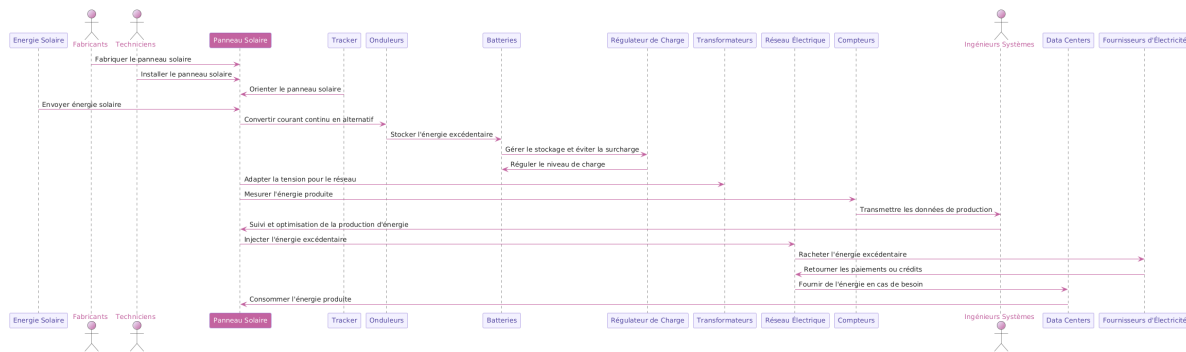 Energie Solaire
Fabricants
Techniciens
Panneau Solaire
Tracker
Onduleurs
Batteries
Régulateur de Charge
Transformateurs
Réseau Électrique
Compteurs
Ingénieurs Systèmes
Data Centers
Fournisseurs d'Électricité
Fabriquer le panneau solaire
Installer le panneau solaire
Orienter le panneau solaire
Envoyer énergie solaire
Convertir courant continu en alternatif
Stocker l'énergie excédentaire
Gérer le stockage et éviter la surcharge
Réguler le niveau de charge
Adapter la tension pour le réseau
Mesurer l'énergie produite
Transmettre les données de production
Suivi et optimisation de la production d'énergie
Injecter l'énergie excédentaire
Racheter l'énergie excédentaire
Retourner les paiements ou crédits
Fournir de l'énergie en cas de besoin
Consommer l'énergie produite
Energie Solaire
Fabricants
Techniciens
Panneau Solaire
Tracker
Onduleurs
Batteries
Régulateur de Charge
Transformateurs
Réseau Électrique
Compteurs
Ingénieurs Systèmes
Data Centers
Fournisseurs d'Électricité